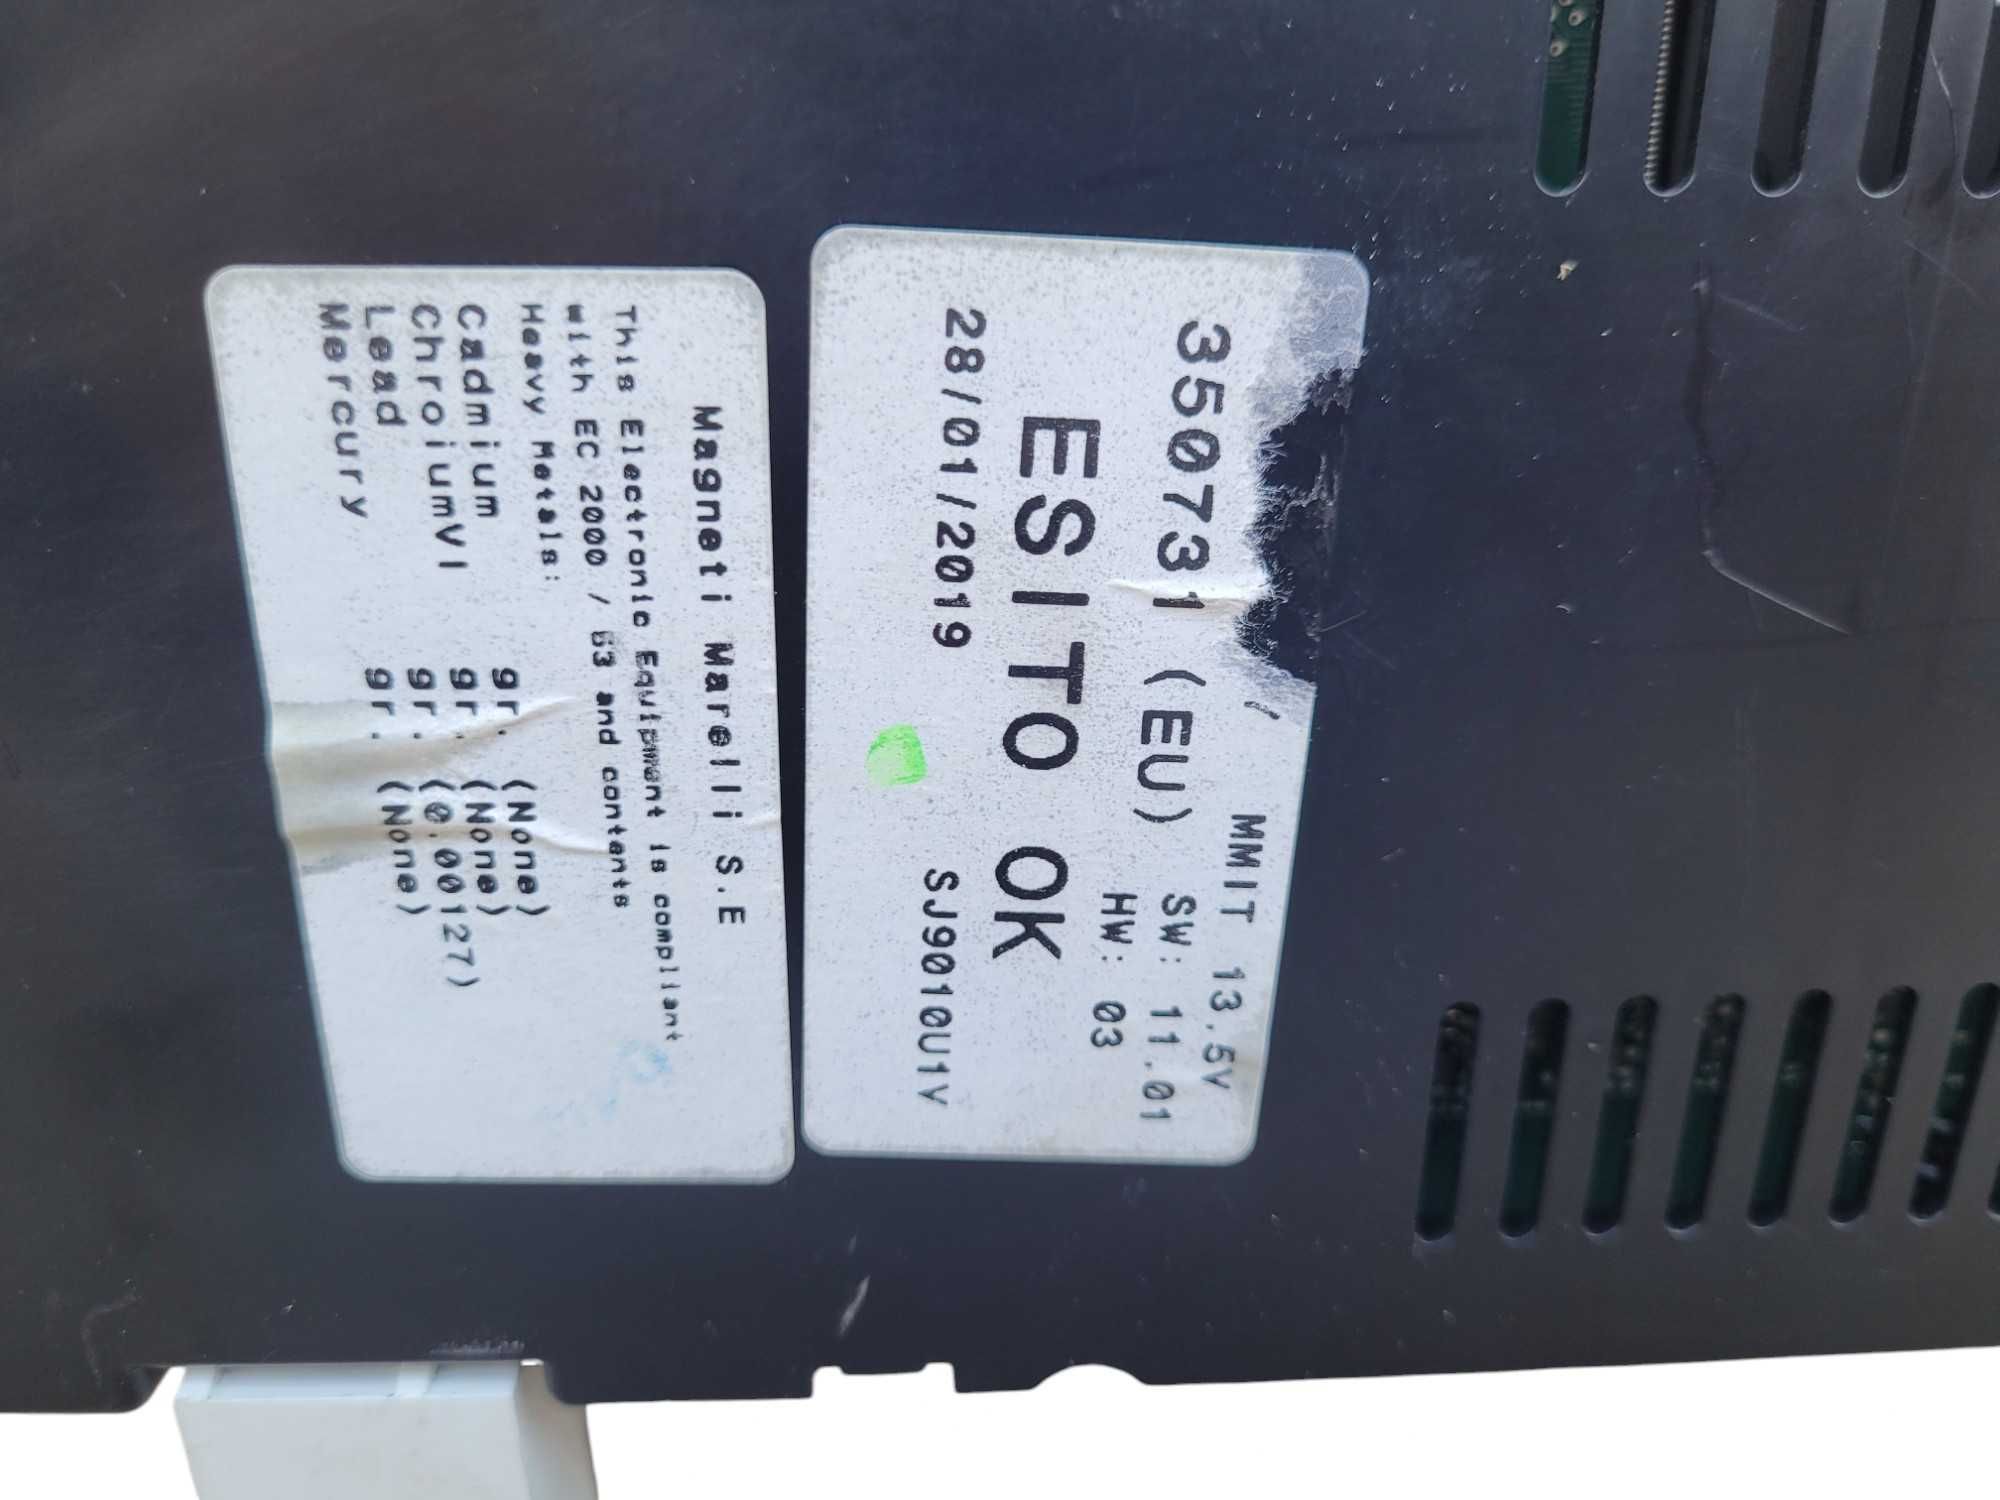 MMIT 13.5V
SW: 11.01
350731 (EU)
HW: 03
ESITO OK
28/01/2019 SJ9010U1V
Magneti Marelli S.E
This Electronic Equipment is compliant
with EC 2000 / 53 and contents
Heavy Metals:
Cadmium gr. (None)
ChroiumVI gr. (None)
Lead gr. (0.00127)
Mercury gr. (None)